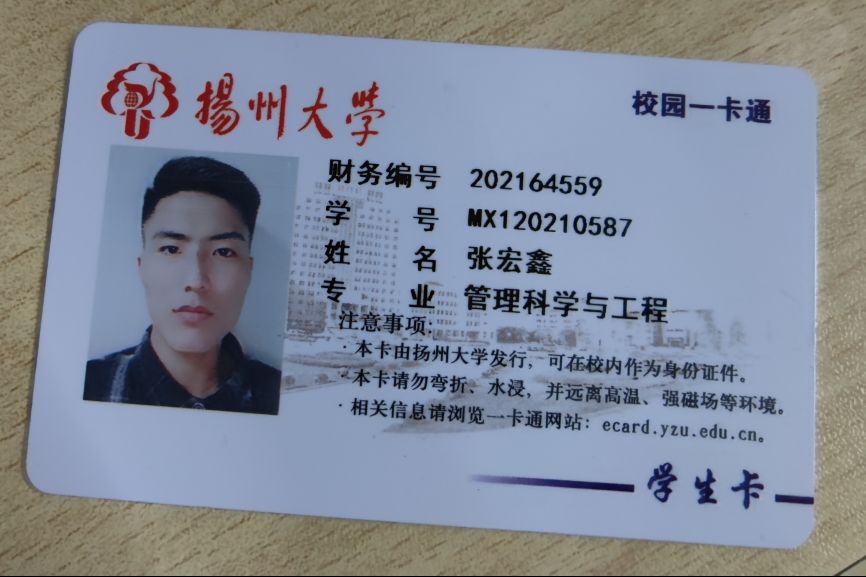 揚州大学
校园一卡通
财务编号 202164559
学号 MX120210587
姓名 张宏鑫
专业 管理科学与工程
注意事项:
·本卡由扬州大学发行，可在校内作为身份证件。
·本卡请勿弯折、水浸，并远离高温、强磁场等环境。
·相关信息请浏览一卡通网站：ecard.yzu.edu.cn。
学生卡